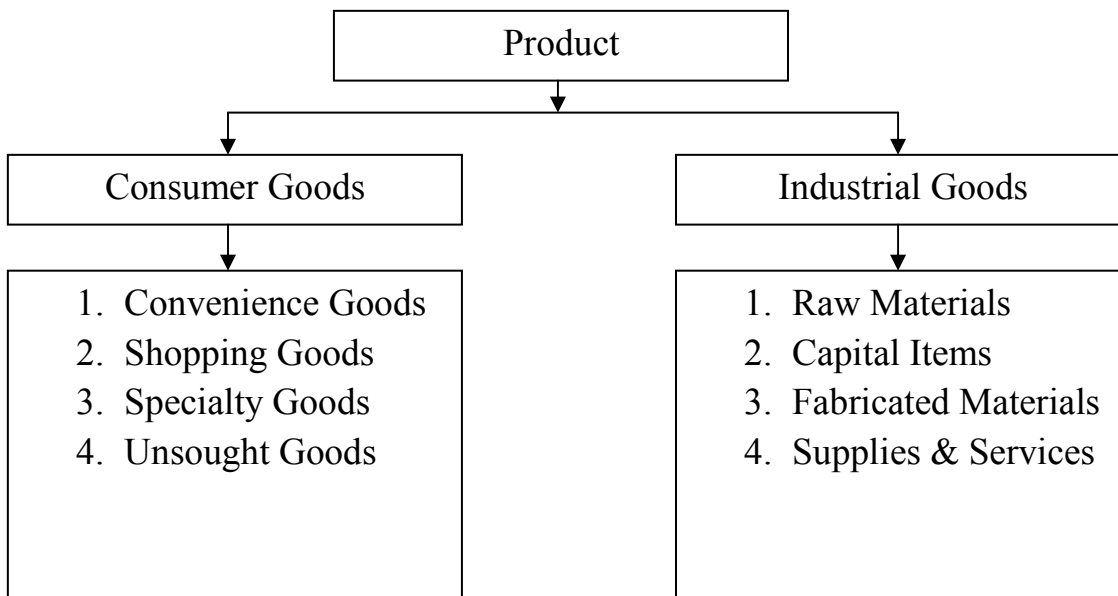 Product
Consumer Goods
Industrial Goods
1. Convenience Goods
2. Shopping Goods
3. Specialty Goods
4. Unsought Goods
1. Raw Materials
2. Capital Items
3. Fabricated Materials
4. Supplies & Services